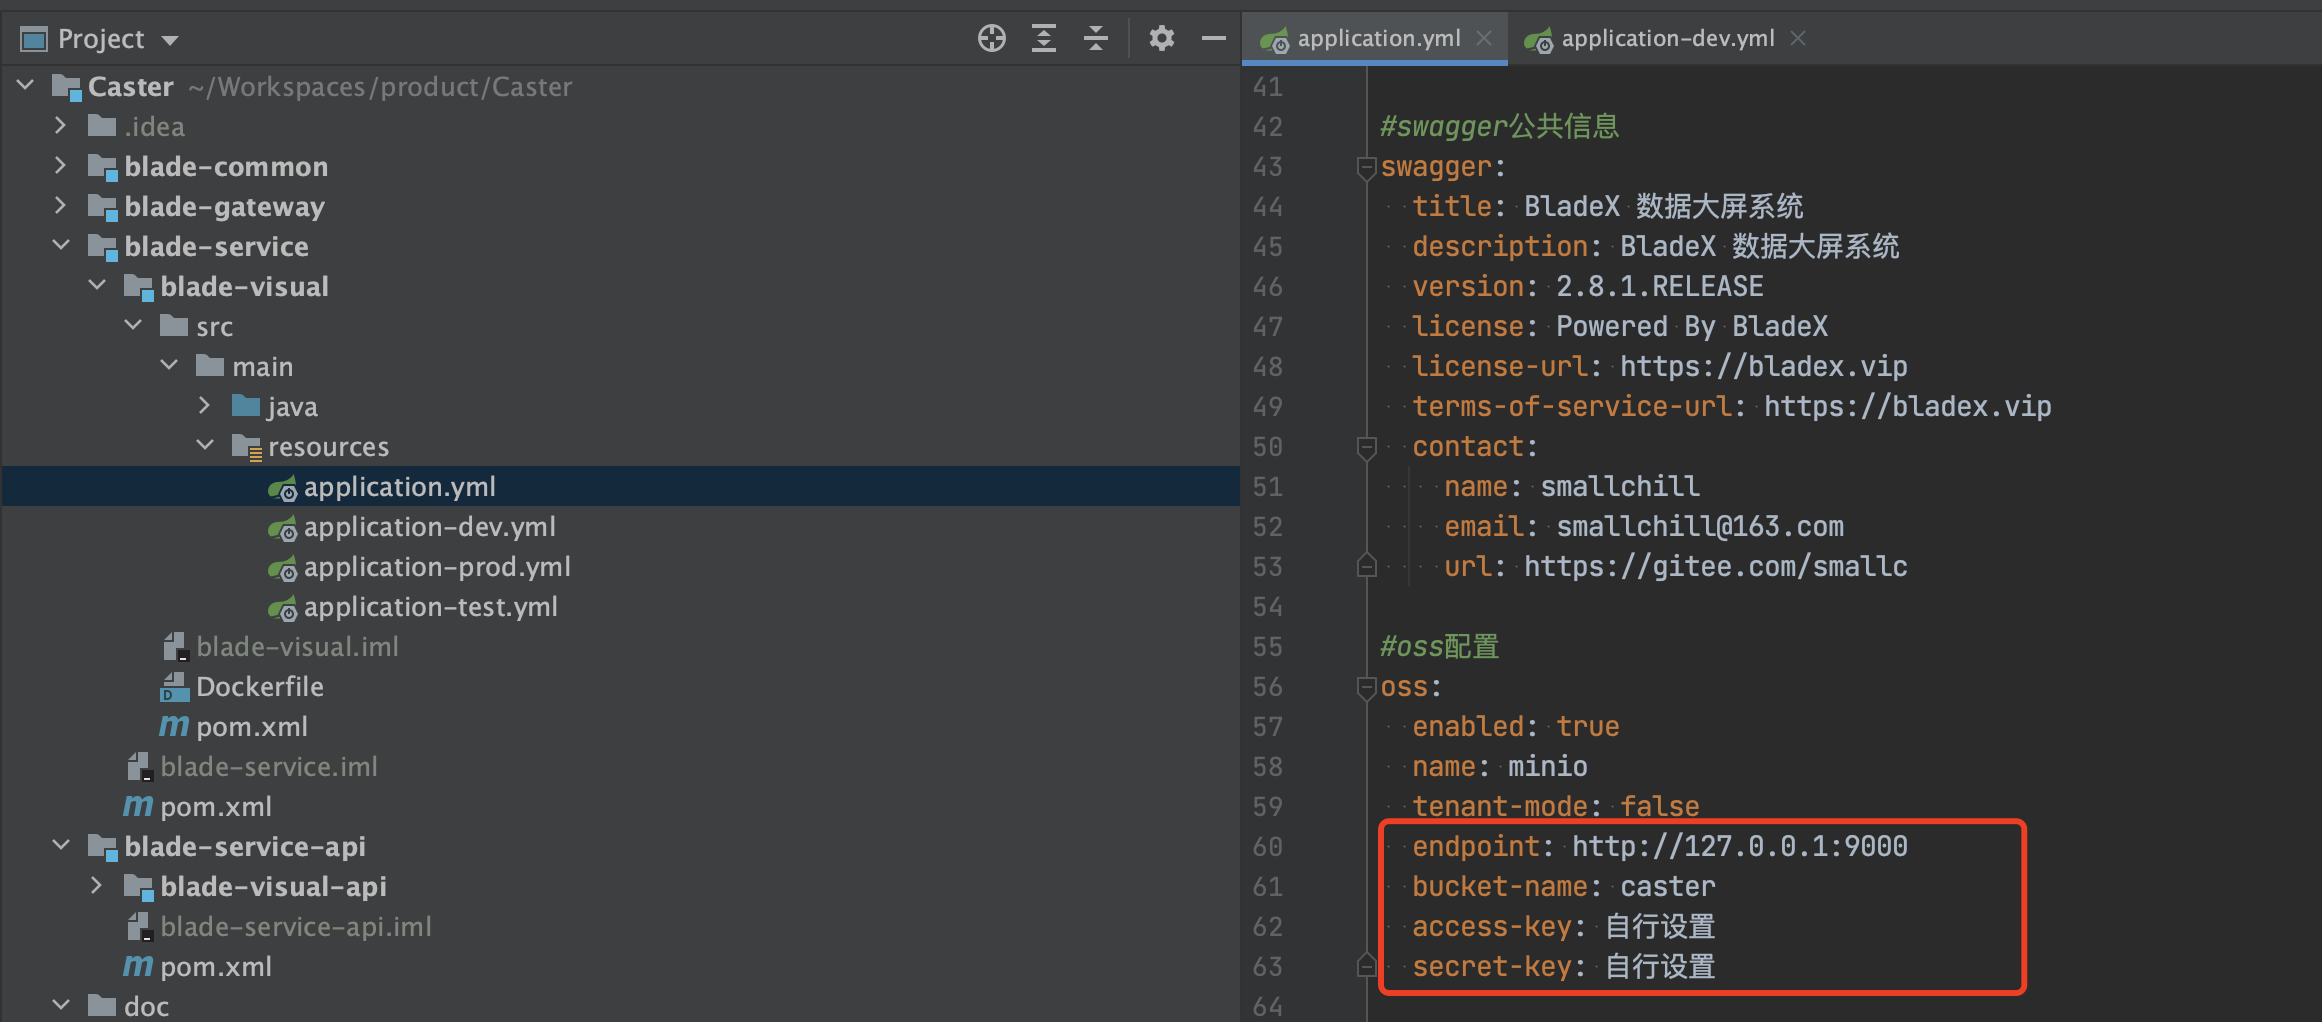 Project
Caster ~/Workspaces/product/Caster
.idea
blade-common
blade-gateway
blade-service
blade-visual
src
main
java
resources
application.yml
application-dev.yml
application-prod.yml
application-test.yml
blade-visual.iml
Dockerfile
pom.xml
blade-service.iml
pom.xml
blade-service-api
blade-visual-api
blade-service-api.iml
pom.xml
doc
application.yml
application-dev.yml
41
42 #swagger公共信息
43 swagger:
44 title: BladeX 数据大屏系统
45 description: BladeX 数据大屏系统
46 version: 2.8.1.RELEASE
47 license: Powered By BladeX
48 license-url: https://bladex.vip
49 terms-of-service-url: https://bladex.vip
50 contact:
51 name: smallchill
52 email: smallchill@163.com
53 url: https://gitee.com/smallc
54
55 #oss配置
56 oss:
57 enabled: true
58 name: minio
59 tenant-mode: false
60 endpoint: http://127.0.0.1:9000
61 bucket-name: caster
62 access-key: 自行设置
63 secret-key: 自行设置
64